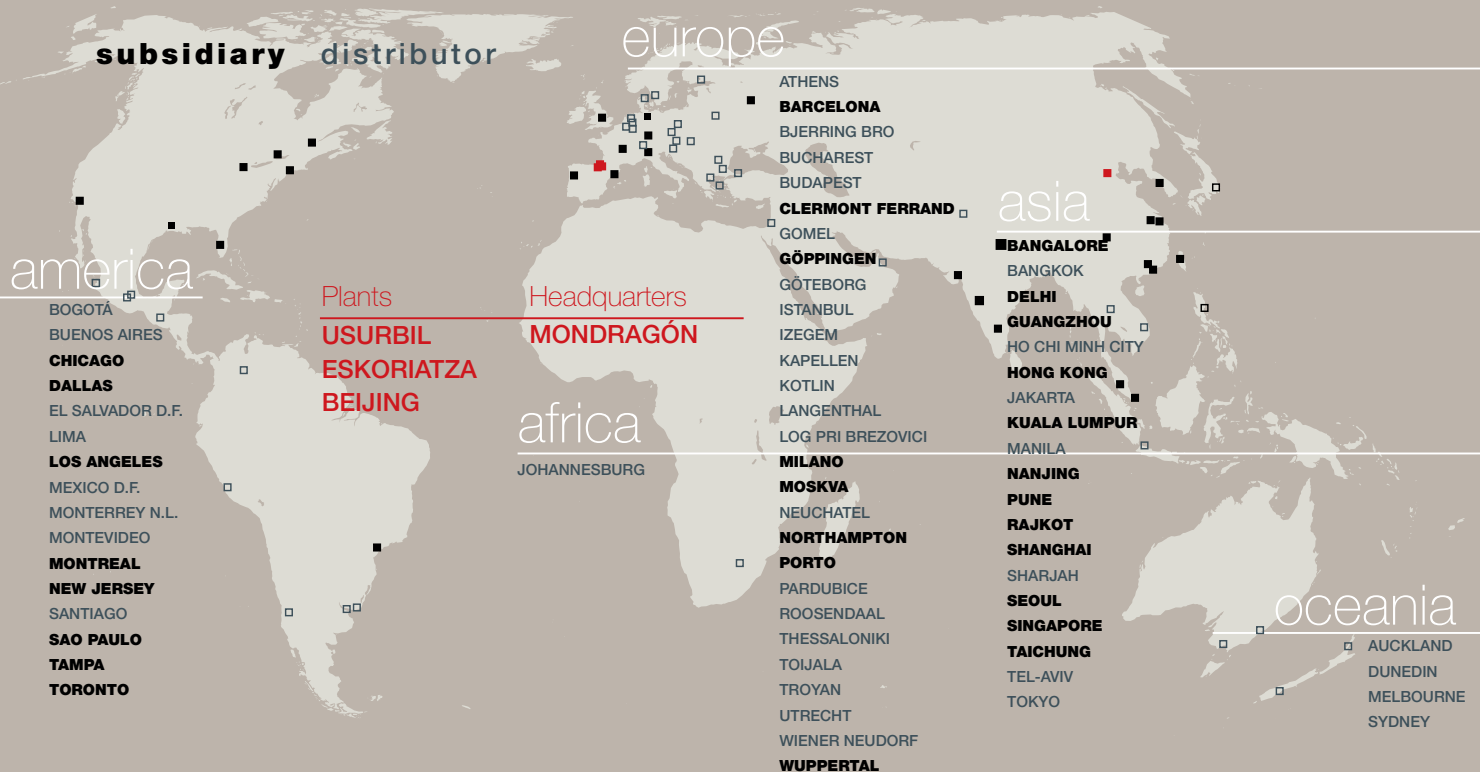 subsidiary distributor
europe
ATHENS
BARCELONA
BJERRING BRO
BUCHAREST
BUDAPEST
CLERMONT FERRAND
GOMEL
GÖPPINGEN
GÖTEBORG
ISTANBUL
IZEGEM
KAPELLEN
KOTLIN
LANGENTHAL
LOG PRI BREZOVICI
MILANO
MOSKVA
NEUCHATEL
NORTHAMPTON
PORTO
PARDUBICE
ROOSENDAAL
THESSALONIKI
TOIJALA
TROYAN
UTRECHT
WIENER NEUDORF
WUPPERTAL
asia
BANGALORE
BANGKOK
DELHI
GUANGZHOU
HO CHI MINH CITY
HONG KONG
JAKARTA
KUALA LUMPUR
MANILA
NANJING
PUNE
RAJKOT
SHANGHAI
SHARJAH
SEOUL
SINGAPORE
TAICHUNG
TEL-AVIV
TOKYO
america
BOGOTÁ
BUENOS AIRES
CHICAGO
DALLAS
EL SALVADOR D.F.
LIMA
LOS ANGELES
MEXICO D.F.
MONTERREY N.L.
MONTEVIDEO
MONTREAL
NEW JERSEY
SANTIAGO
SAO PAULO
TAMPA
TORONTO
Plants
USURBIL
ESKORIATZA
BEIJING
Headquarters
MONDRAGÓN
africa
JOHANNESBURG
oceania
AUCKLAND
DUNEDIN
MELBOURNE
SYDNEY